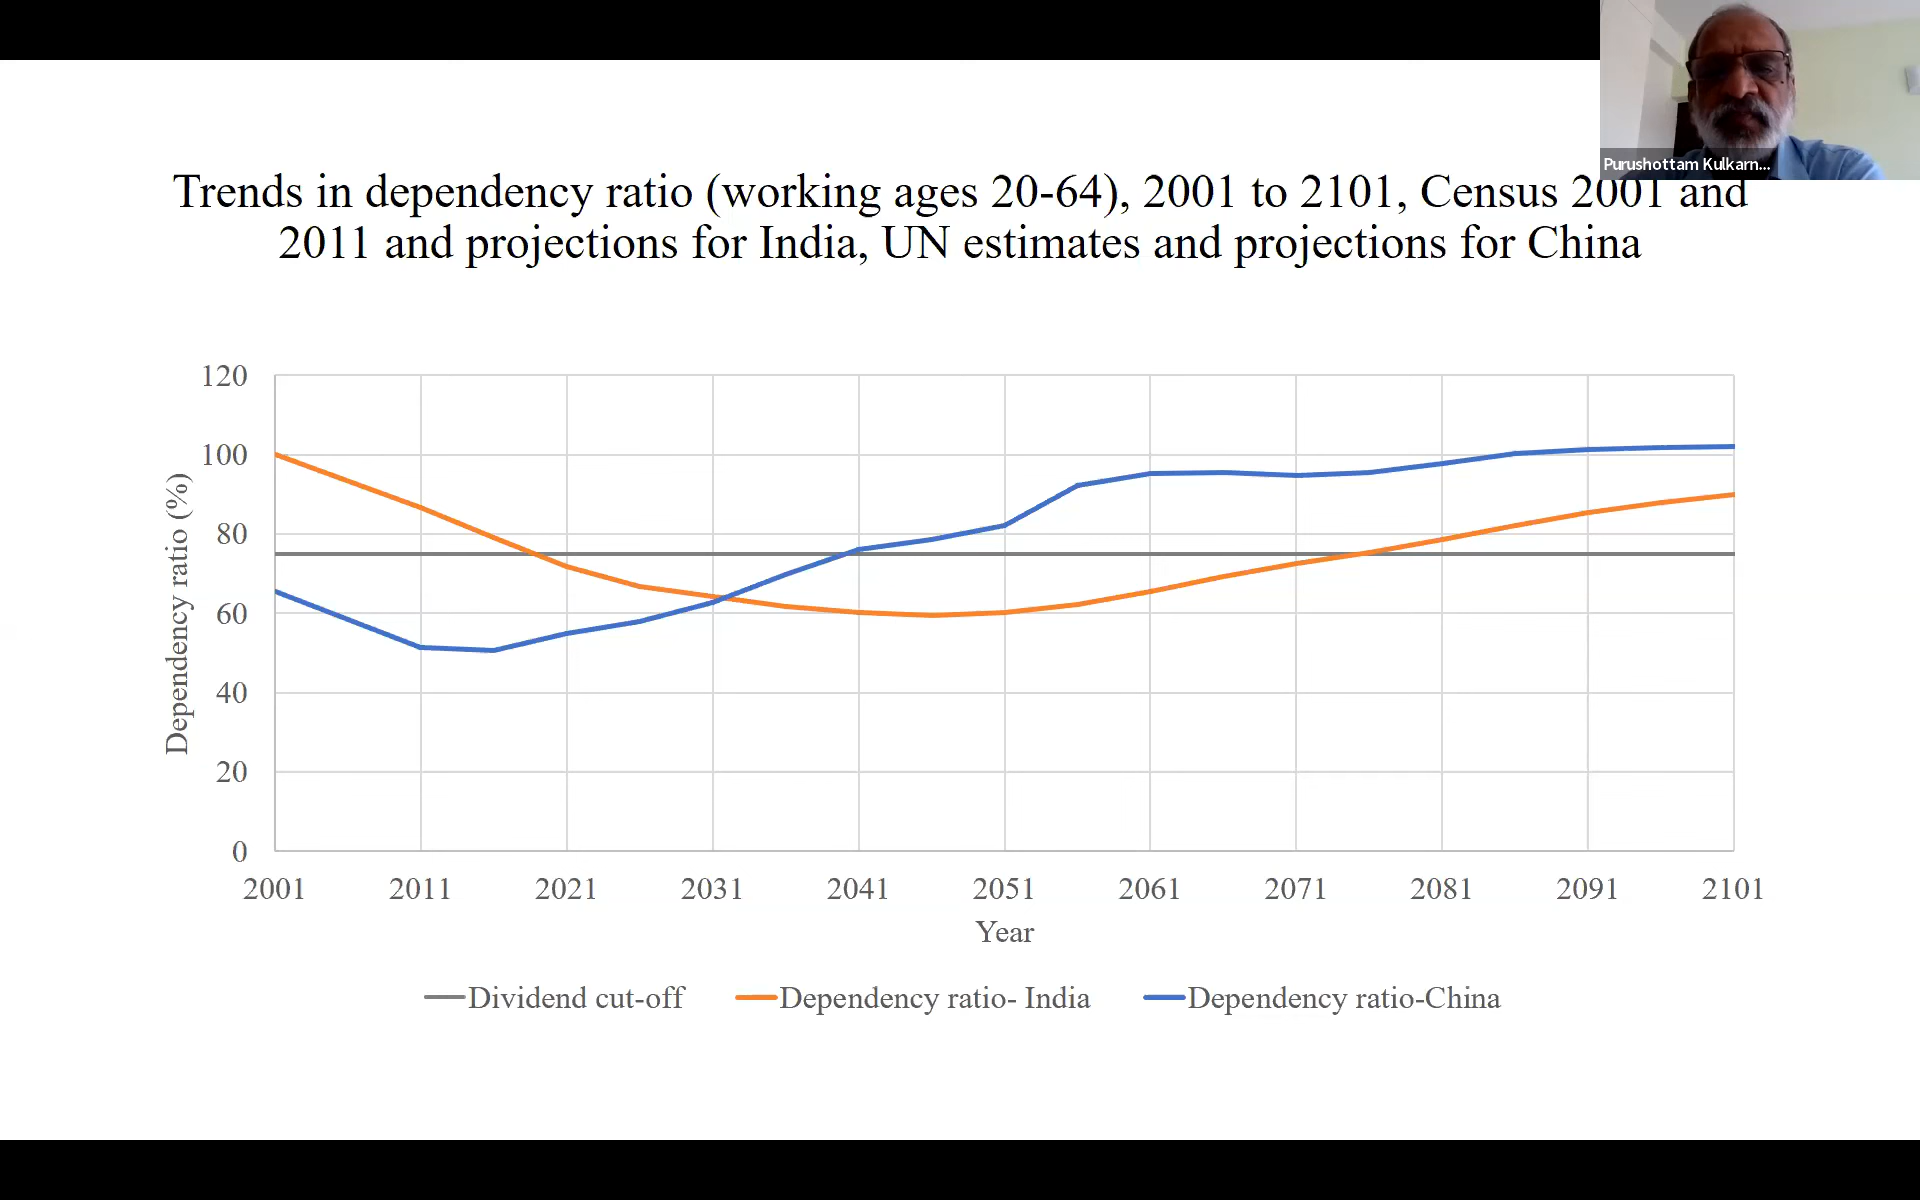 Purushottam Kulkarn...
Trends in dependency ratio (working ages 20-64), 2001 to 2101, Census 2001 and
2011 and projections for India, UN estimates and projections for China
Dependency ratio (%)
120
100
80
60
40
20
0
2001 2011 2021 2031 2041 2051 2061 2071 2081 2091 2101
Year
Dividend cut-off Dependency ratio- India Dependency ratio-China